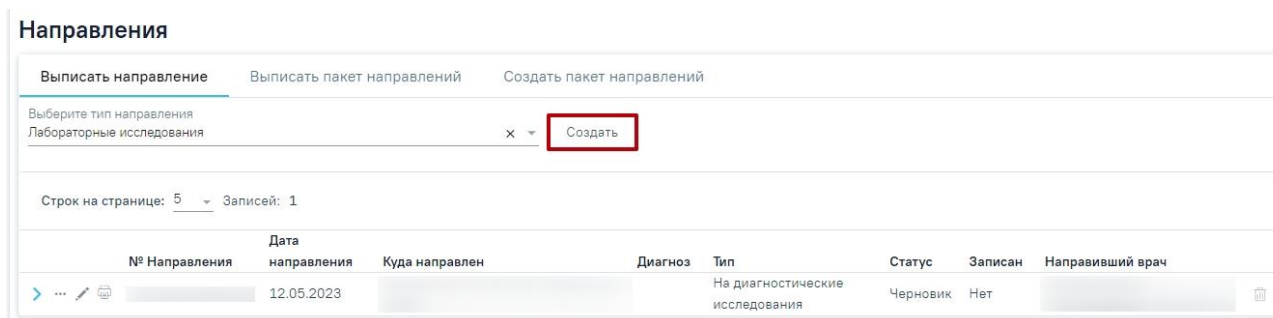 Направления
Выписать направление Выписать пакет направлений Создать пакет направлений
Выберите тип направления
Лабораторные исследования Создать
Строк на странице: 5 Записей: 1
Дата
№ Направления направления Куда направлен Диагноз Тип Статус Записан Направивший врач
На диагностические
12.05.2023 Черновик Нет
исследования